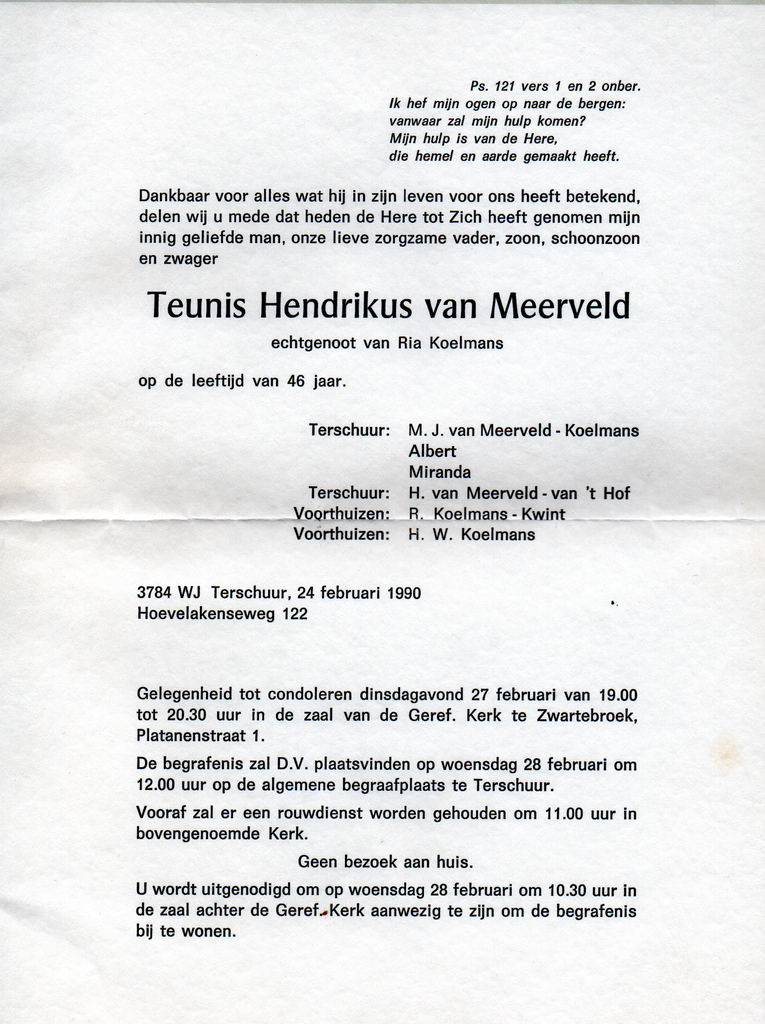 Ps. 121 vers 1 en 2 onber.
Ik hef mijn ogen op naar de bergen:
vanwaar zal mijn hulp komen?
Mijn hulp is van de Here,
die hemel en aarde gemaakt heeft.
Dankbaar voor alles wat hij in zijn leven voor ons heeft betekend,
delen wij u mede dat heden de Here tot Zich heeft genomen mijn
innig geliefde man, onze lieve zorgzame vader, zoon, schoonzoon
en zwager
Teunis Hendrikus van Meerveld
echtgenoot van Ria Koelmans
op de leeftijd van 46 jaar.
Terschuur: M. J. van Meerveld - Koelmans
Albert
Miranda
Terschuur: H. van Meerveld - van 't Hof
Voorthuizen: R. Koelmans - Kwint
Voorthuizen: H. W. Koelmans
3784 WJ Terschuur, 24 februari 1990
Hoevelakenseweg 122
Gelegenheid tot condoleren dinsdagavond 27 februari van 19.00
tot 20.30 uur in de zaal van de Geref. Kerk te Zwartebroek,
Platanenstraat 1.
De begrafenis zal D.V. plaatsvinden op woensdag 28 februari om
12.00 uur op de algemene begraafplaats te Terschuur.
Vooraf zal er een rouwdienst worden gehouden om 11.00 uur in
bovengenoemde Kerk.
Geen bezoek aan huis.
U wordt uitgenodigd om op woensdag 28 februari om 10.30 uur in
de zaal achter de Geref. Kerk aanwezig te zijn om de begrafenis
bij te wonen.